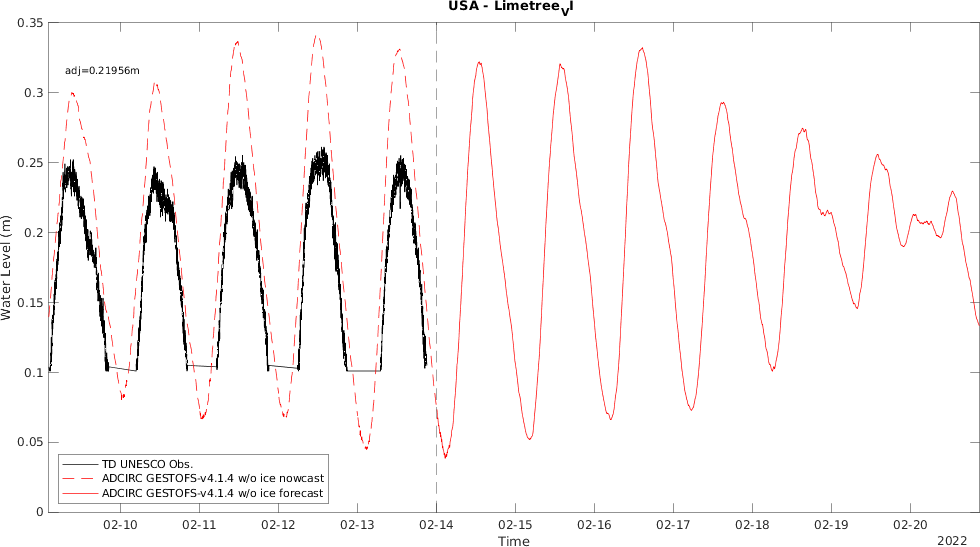 USA - LimetreeVI
0.35
adj=0.21956m
0.3
0.25
0.2
0.15
0.1
0.05
0
Water Level (m)
TD UNESCO Obs.
ADCIRC GESTOFS-v4.1.4 w/o ice nowcast
ADCIRC GESTOFS-v4.1.4 w/o ice forecast
02-10 02-11 02-12 02-13 02-14 02-15 02-16 02-17 02-18 02-19 02-20
Time
2022